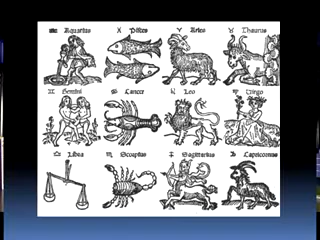 Aquarius Pisces Aries Thaurus
Gemini Cancer Leo Virgo
Libra Scorpius Sagittarius Capricornus